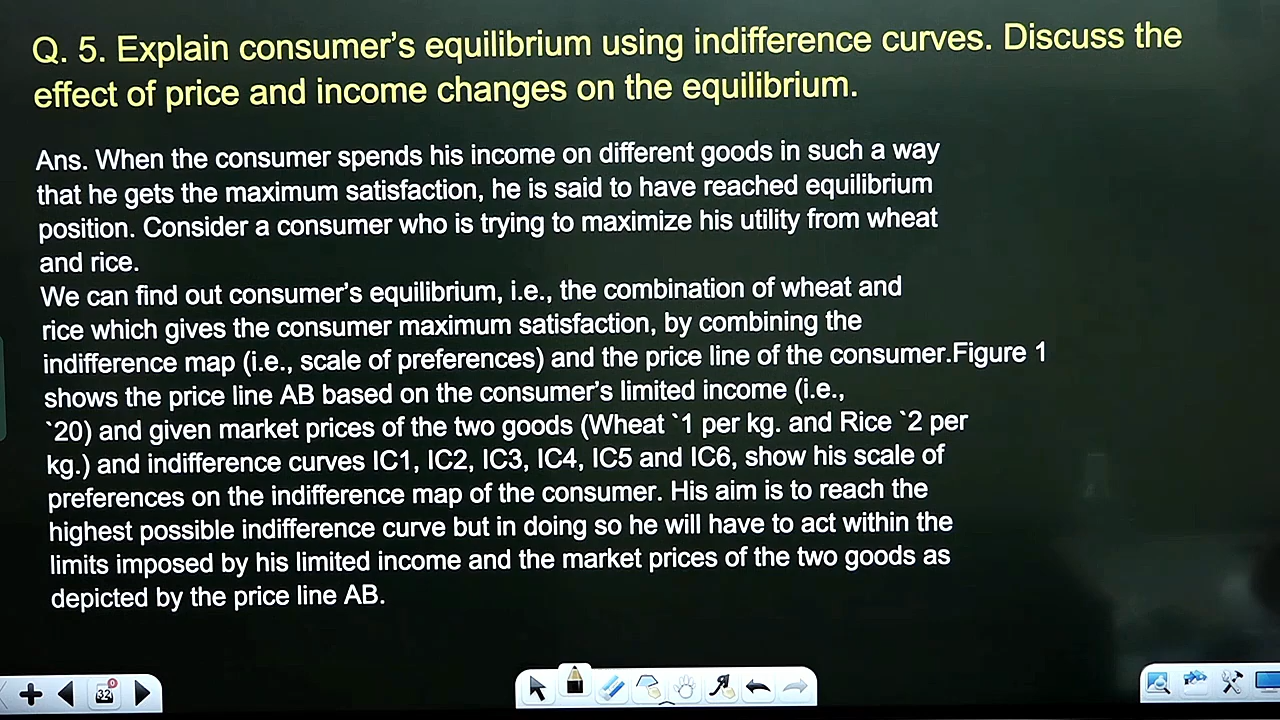 Q. 5. Explain consumer’s equilibrium using indifference curves. Discuss the
effect of price and income changes on the equilibrium.
Ans. When the consumer spends his income on different goods in such a way
that he gets the maximum satisfaction, he is said to have reached equilibrium
position. Consider a consumer who is trying to maximize his utility from wheat
and rice.
We can find out consumer’s equilibrium, i.e., the combination of wheat and
rice which gives the consumer maximum satisfaction, by combining the
indifference map (i.e., scale of preferences) and the price line of the consumer.Figure 1
shows the price line AB based on the consumer’s limited income (i.e.,
`20) and given market prices of the two goods (Wheat `1 per kg. and Rice `2 per
kg.) and indifference curves IC1, IC2, IC3, IC4, IC5 and IC6, show his scale of
preferences on the indifference map of the consumer. His aim is to reach the
highest possible indifference curve but in doing so he will have to act within the
limits imposed by his limited income and the market prices of the two goods as
depicted by the price line AB.
32